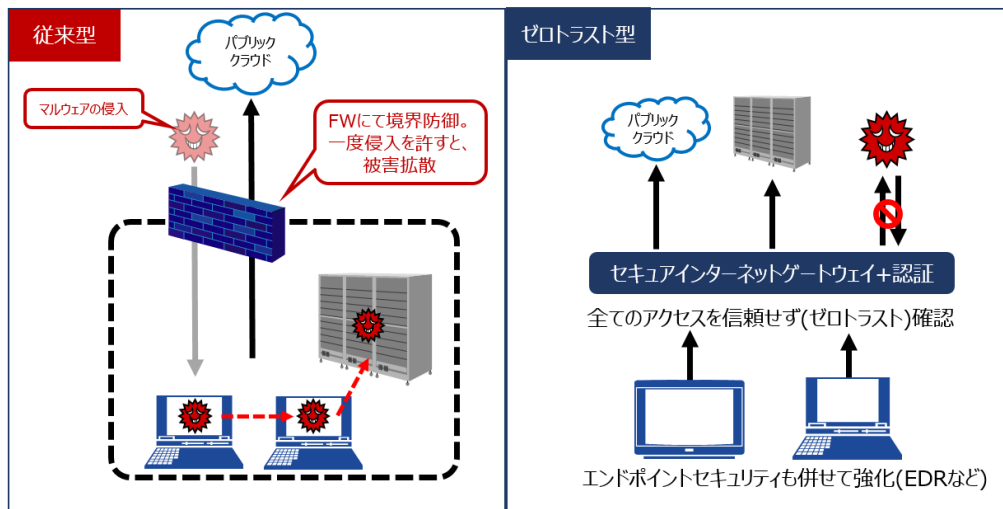 従来型
パブリック
クラウド
マルウェアの侵入
FWにて境界防御。
一度侵入を許すと、
被害拡散
ゼロトラスト型
パブリック
クラウド
セキュアインターネットゲートウェイ+認証
全てのアクセスを信頼せず(ゼロトラスト)確認
エンドポイントセキュリティも併せて強化(EDRなど)